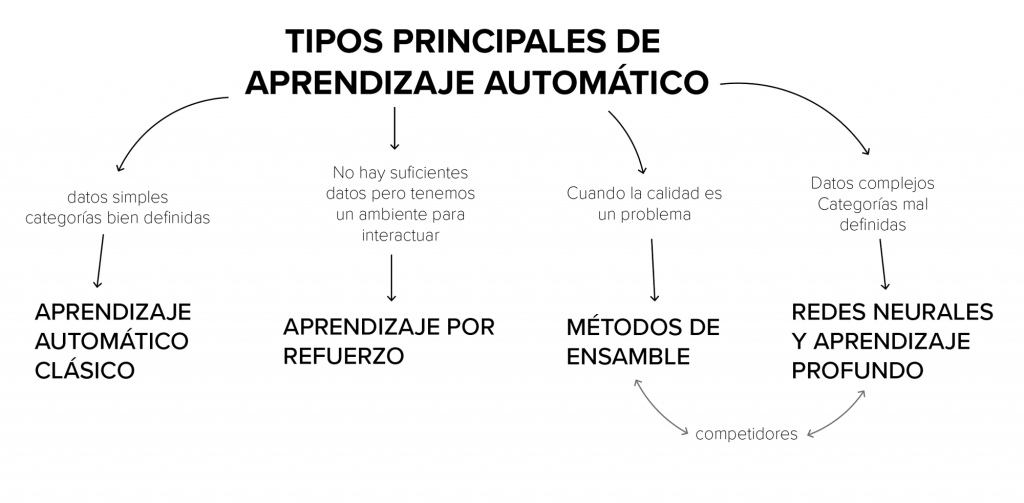 TIPOS PRINCIPALES DE
APRENDIZAJE AUTOMÁTICO
datos simples
categorías bien definidas
No hay suficientes
datos pero tenemos
un ambiente para
interactuar
Cuando la calidad es
un problema
Datos complejos
Categorías mal
definidas
APRENDIZAJE
AUTOMÁTICO
CLÁSICO
APRENDIZAJE POR
REFUERZO
MÉTODOS DE
ENSAMBLE
REDES NEURALES
Y APRENDIZAJE
PROFUNDO
competidores